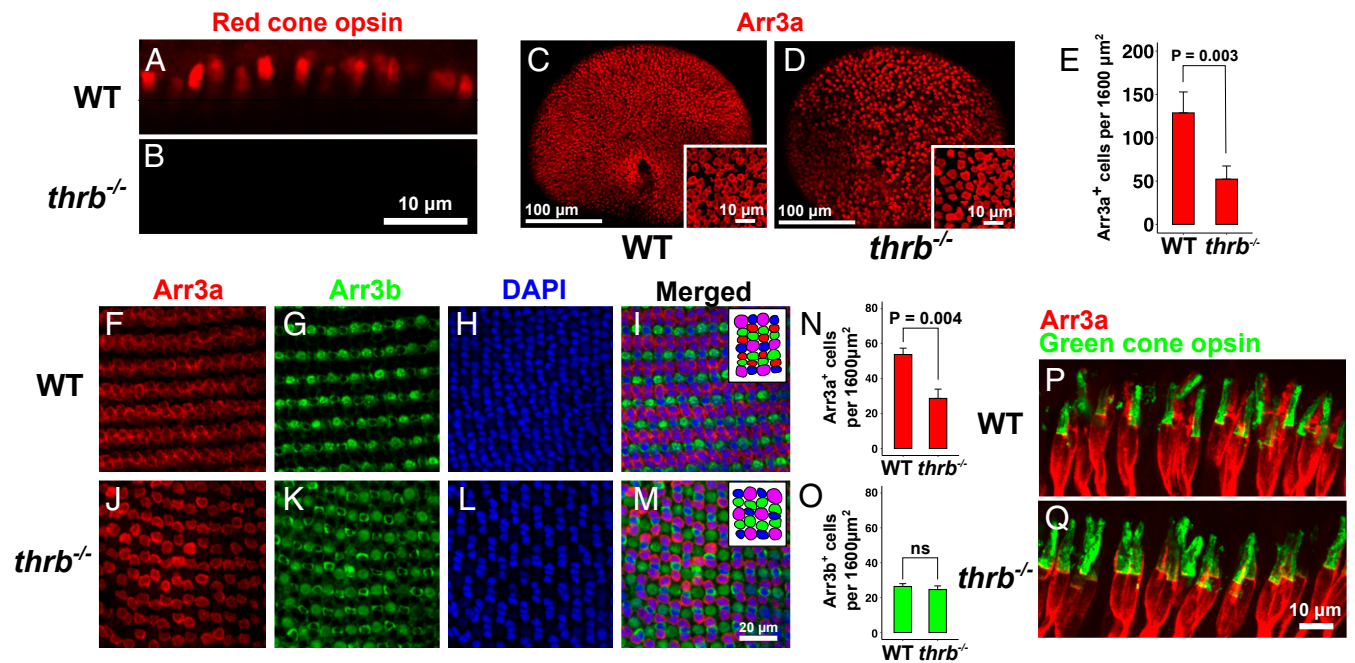 Red cone opsin
Arr3a
A
WT
B
thrb-/-
10 µm
C
100 µm
10 µm
WT
D
100 µm
10 µm
thrb-/-
E
Arr3a+ cells per 1600 µm2
200
150
100
50
0
P = 0.003
WT thrb-/-
Arr3a
Arr3b
DAPI
Merged
WT
F
G
H
I
thrb-/-
J
K
L
M
20 µm
N
Arr3a+ cells
per 1600µm2
80
60
40
20
0
P = 0.004
WT thrb-/-
O
Arr3b+ cells
per 1600µm2
80
60
40
20
0
ns
WT thrb-/-
Arr3a
Green cone opsin
WT
P
thrb-/-
Q
10 µm